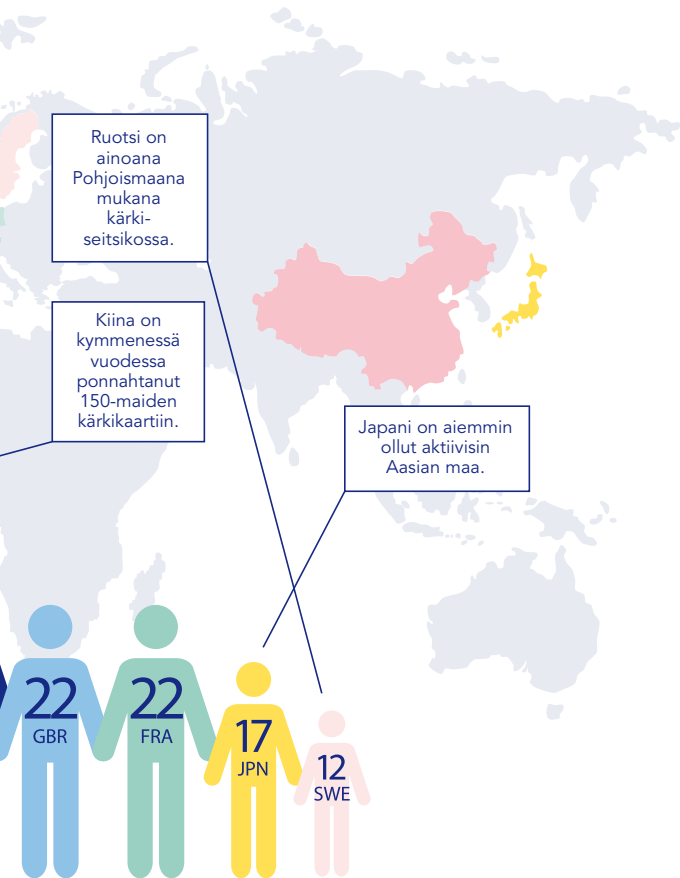 Ruotsi on
ainoana
Pohjoismaana
mukana
kärki-
seitsikossa.
Kiina on
kymmenessä
vuodessa
ponnahtanut
150-maiden
kärkikaartiin.
Japani on aiemmin
ollut aktiivisin
Aasian maa.
22
GBR
22
FRA
17
JPN
12
SWE